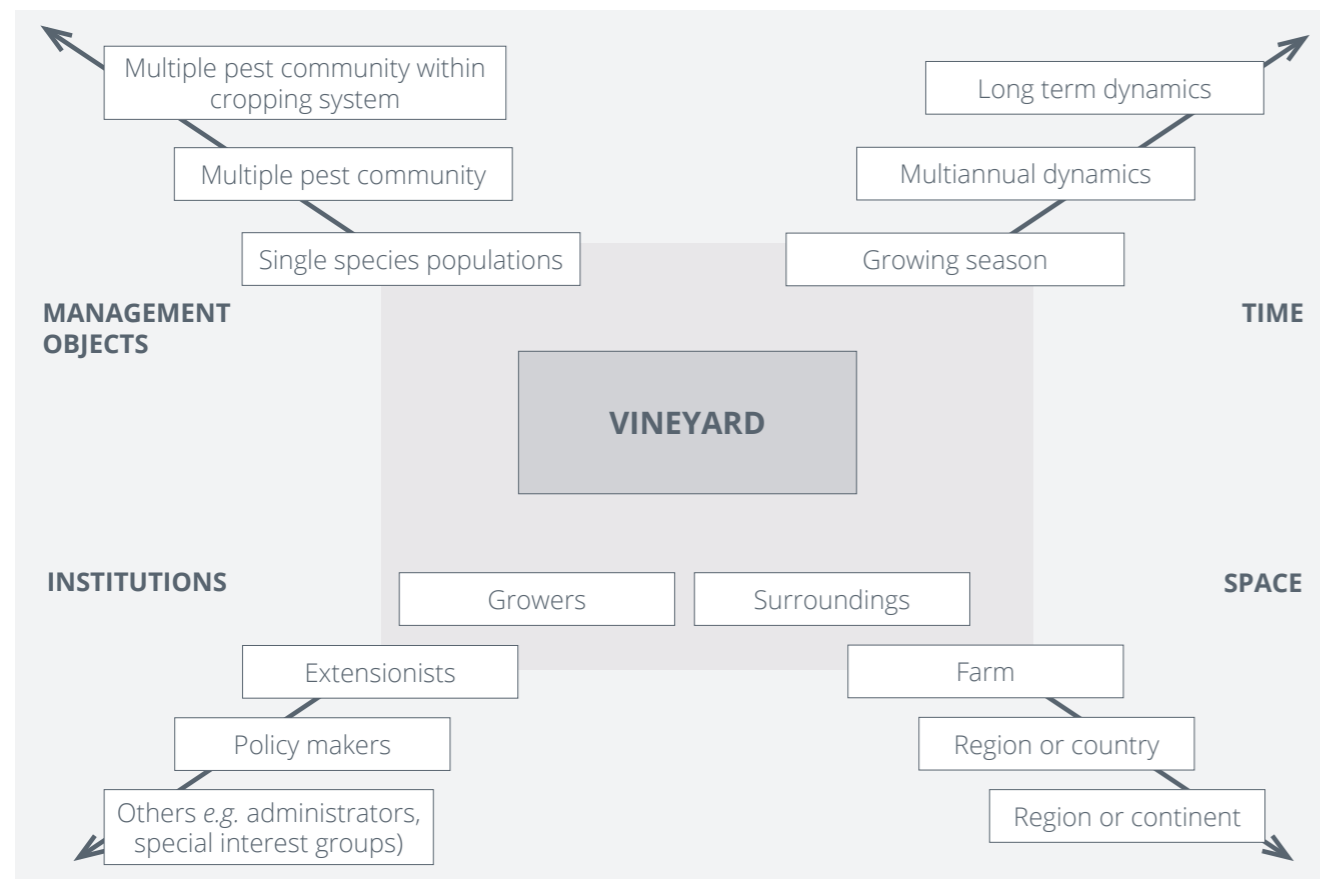 Multiple pest community within
cropping system
Long term dynamics
Multiple pest community
Multiannual dynamics
Single species populations
Growing season
MANAGEMENT
OBJECTS
TIME
VINEYARD
INSTITUTIONS
SPACE
Growers
Surroundings
Extensionists
Farm
Policy makers
Region or country
Others e.g. administrators,
special interest groups)
Region or continent